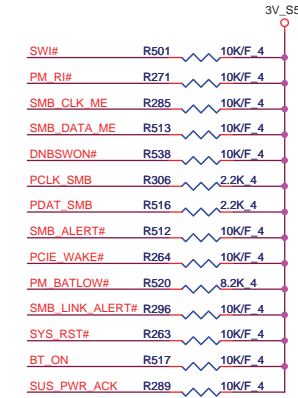 3V_S5
SWI# R501 10K/F_4
PM_RI# R271 10K/F_4
SMB_CLK_ME R285 10K/F_4
SMB_DATA_ME R513 10K/F_4
DNBSWON# R538 10K/F_4
PCLK_SMB R306 2.2K_4
PDAT_SMB R516 2.2K_4
SMB_ALERT# R512 10K/F_4
PCIE_WAKE# R264 10K/F_4
PM_BATLOW# R520 8.2K_4
SMB_LINK_ALERT# R296 10K/F_4
SYS_RST# R263 10K/F_4
BT_ON R517 10K/F_4
SUS_PWR_ACK R289 10K/F_4